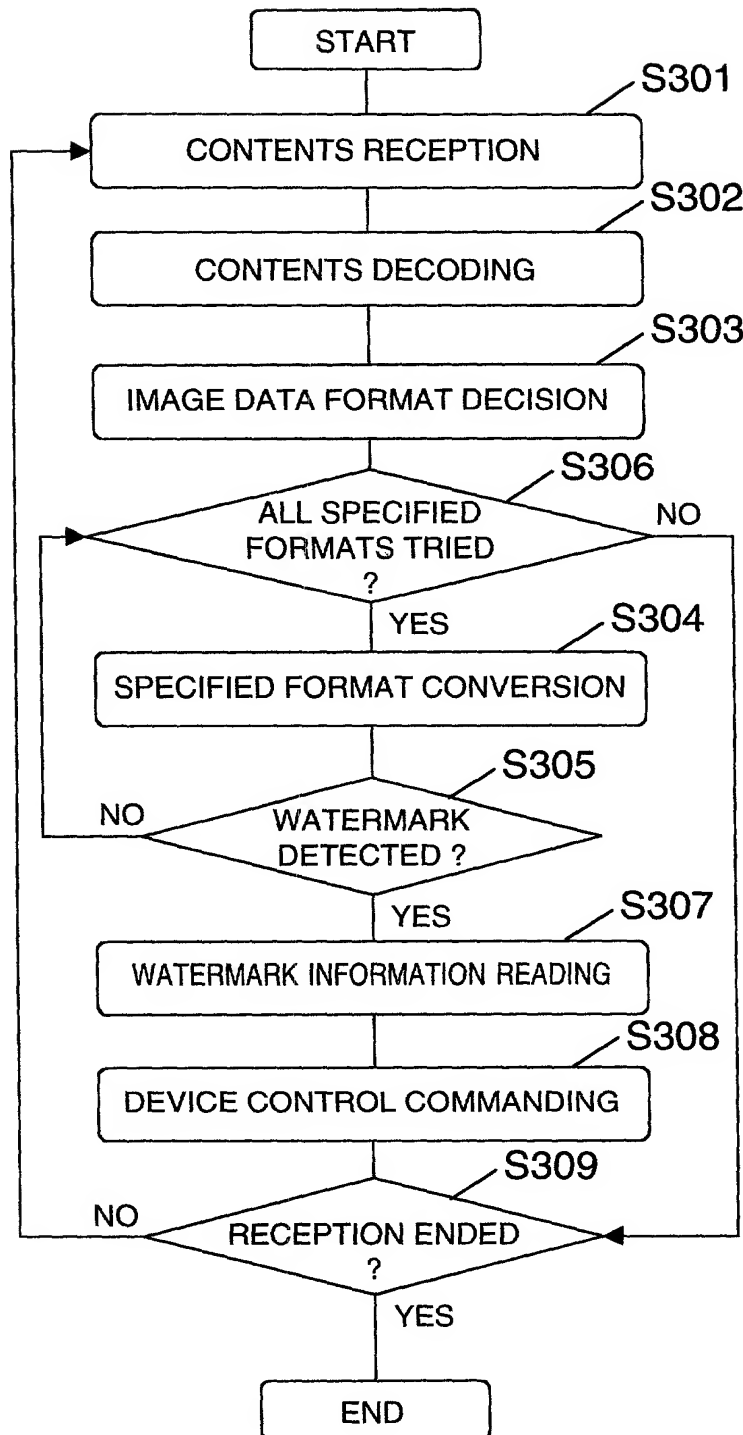 START
S301
CONTENTS RECEPTION
S302
CONTENTS DECODING
S303
IMAGE DATA FORMAT DECISION
S306
ALL SPECIFIED
FORMATS TRIED
?
NO
YES
S304
SPECIFIED FORMAT CONVERSION
S305
NO
WATERMARK
DETECTED ?
YES
S307
WATERMARK INFORMATION READING
S308
DEVICE CONTROL COMMANDING
S309
NO
RECEPTION ENDED
?
YES
END